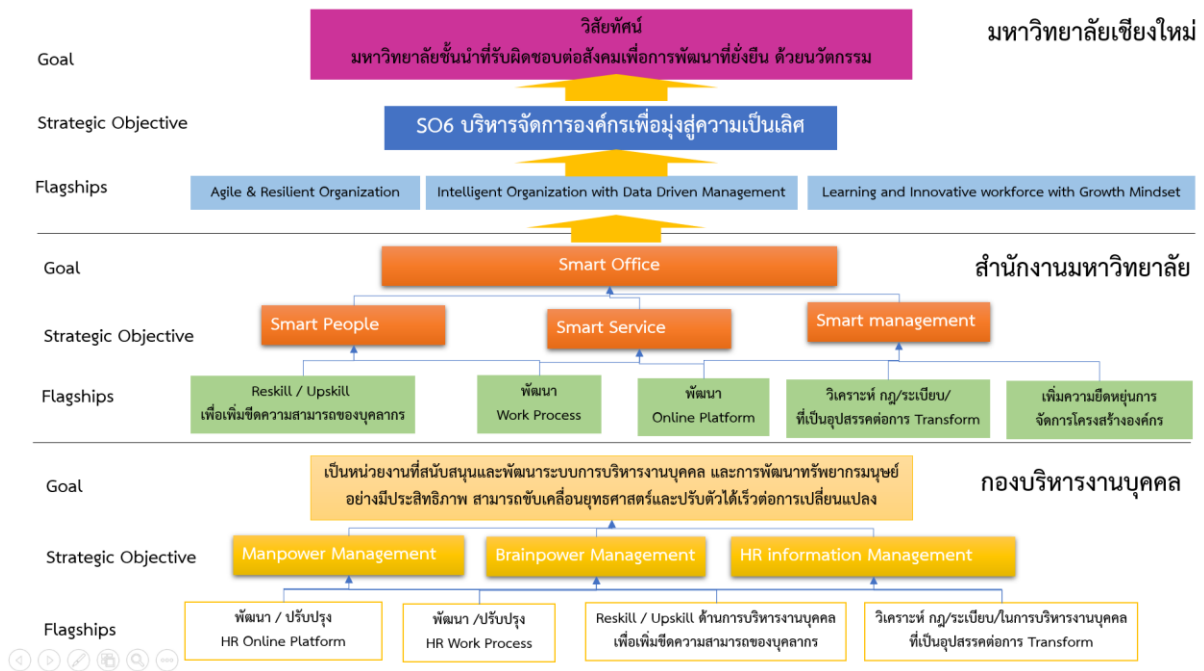 มหาวิทยาลัยเชียงใหม่
Goal
วิสัยทัศน์
มหาวิทยาลัยชั้นนำที่รับผิดชอบต่อสังคมเพื่อการพัฒนาที่ยั่งยืน ด้วยนวัตกรรม
Strategic Objective
SO6 บริหารจัดการองค์กรเพื่อมุ่งสู่ความเป็นเลิศ
Flagships
Agile & Resilient Organization
Intelligent Organization with Data Driven Management
Learning and Innovative workforce with Growth Mindset
สำนักงานมหาวิทยาลัย
Goal
Smart Office
Strategic Objective
Smart People
Smart Service
Smart management
Flagships
Reskill / Upskill
เพื่อเพิ่มขีดความสามารถของบุคลากร
พัฒนา
Work Process
พัฒนา
Online Platform
วิเคราะห์ กฎ/ระเบียบ/
ที่เป็นอุปสรรคต่อการ Transform
เพิ่มความยืดหยุ่นการ
จัดการโครงสร้างองค์กร
กองบริหารงานบุคคล
Goal
เป็นหน่วยงานที่สนับสนุนและพัฒนาระบบการบริหารงานบุคคล และการพัฒนาทรัพยากรมนุษย์
อย่างมีประสิทธิภาพ สามารถขับเคลื่อนยุทธศาสตร์และปรับตัวได้เร็วต่อการเปลี่ยนแปลง
Strategic Objective
Manpower Management
Brainpower Management
HR information Management
Flagships
พัฒนา / ปรับปรุง
HR Online Platform
พัฒนา /ปรับปรุง
HR Work Process
Reskill / Upskill ด้านการบริหารงานบุคคล
เพื่อเพิ่มขีดความสามารถของบุคลากร
วิเคราะห์ กฎ/ระเบียบ/ในการบริหารงานบุคคล
ที่เป็นอุปสรรคต่อการ Transform